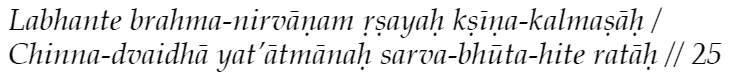 Labhante brahma-nirvāṇam ṛṣayaḥ kṣīṇa-kalmaṣāḥ /
Chinna-dvaidhā yat’ātmānaḥ sarva-bhūta-hite ratāḥ // 25